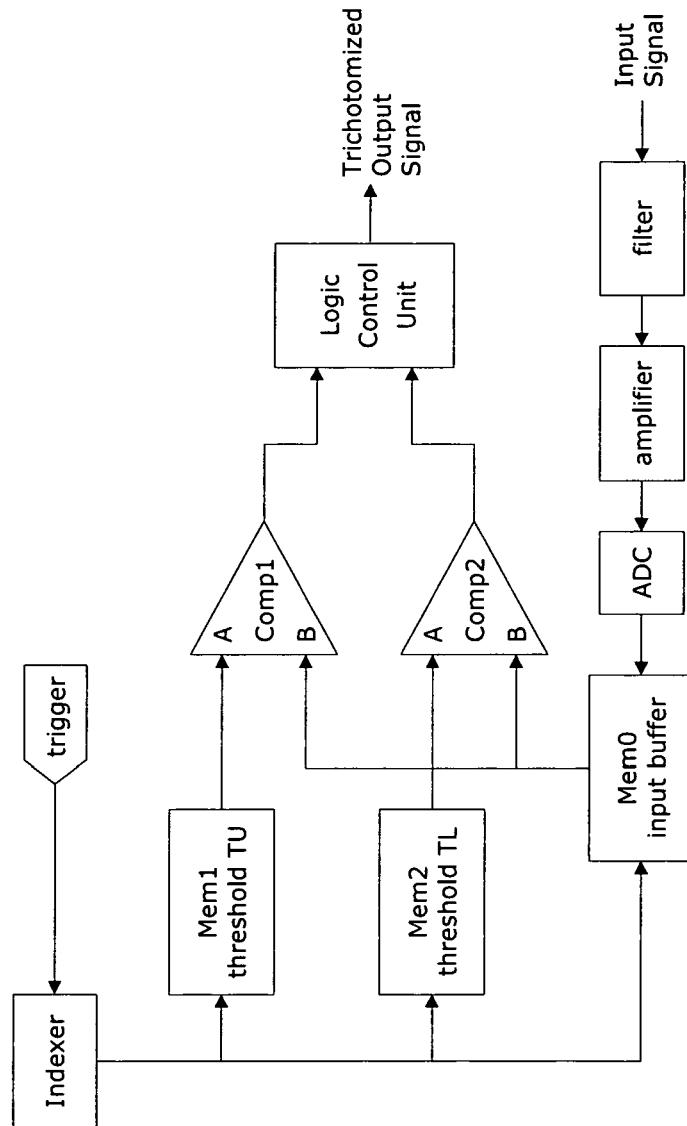 Indexer
trigger
Mem1
threshold TU
A
Comp1
B
Mem2
threshold TL
A
Comp2
B
Logic
Control
Unit
Trichotomized
Output
Signal
Mem0
input buffer
ADC
amplifier
filter
Input
Signal